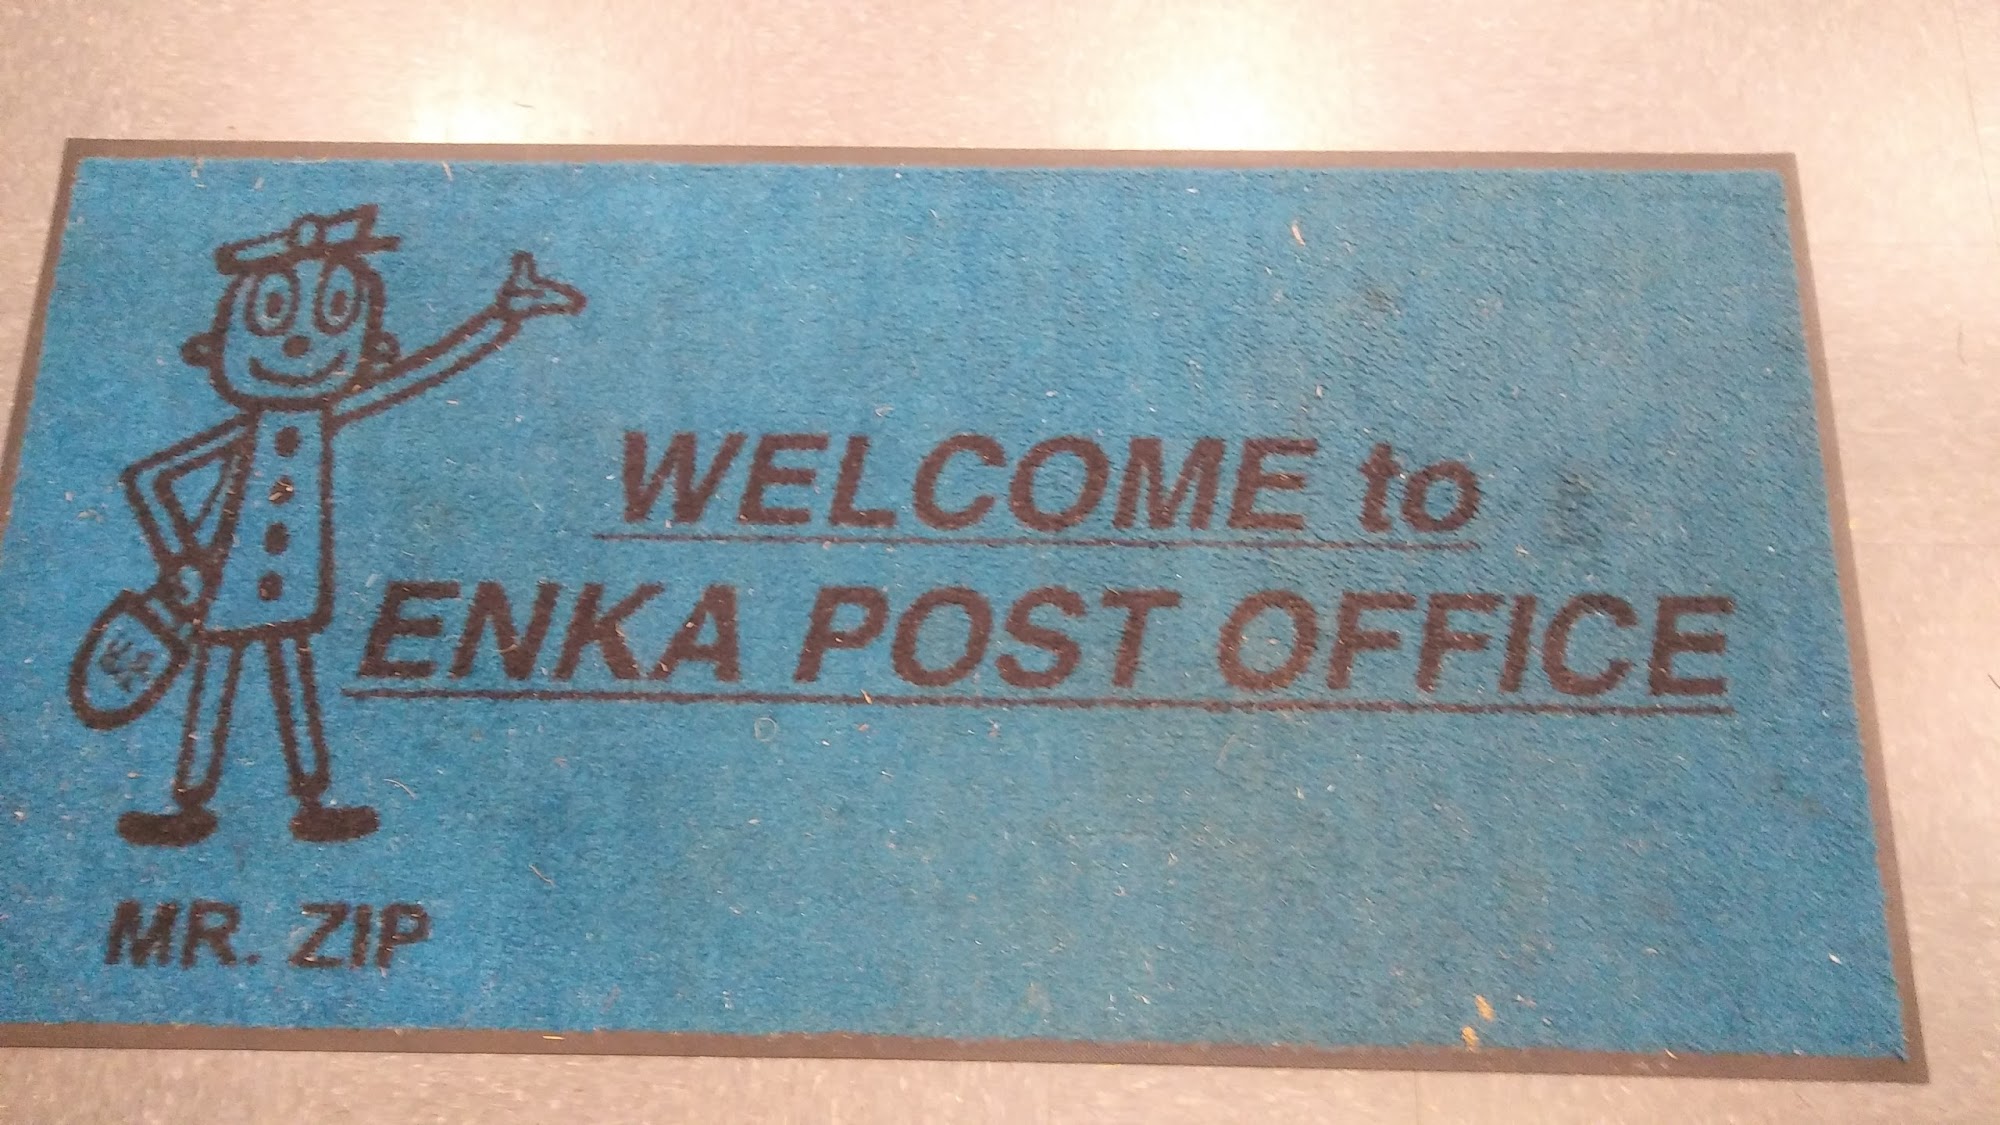 WELCOME to
ENKA POST OFFICE
MR. ZIP